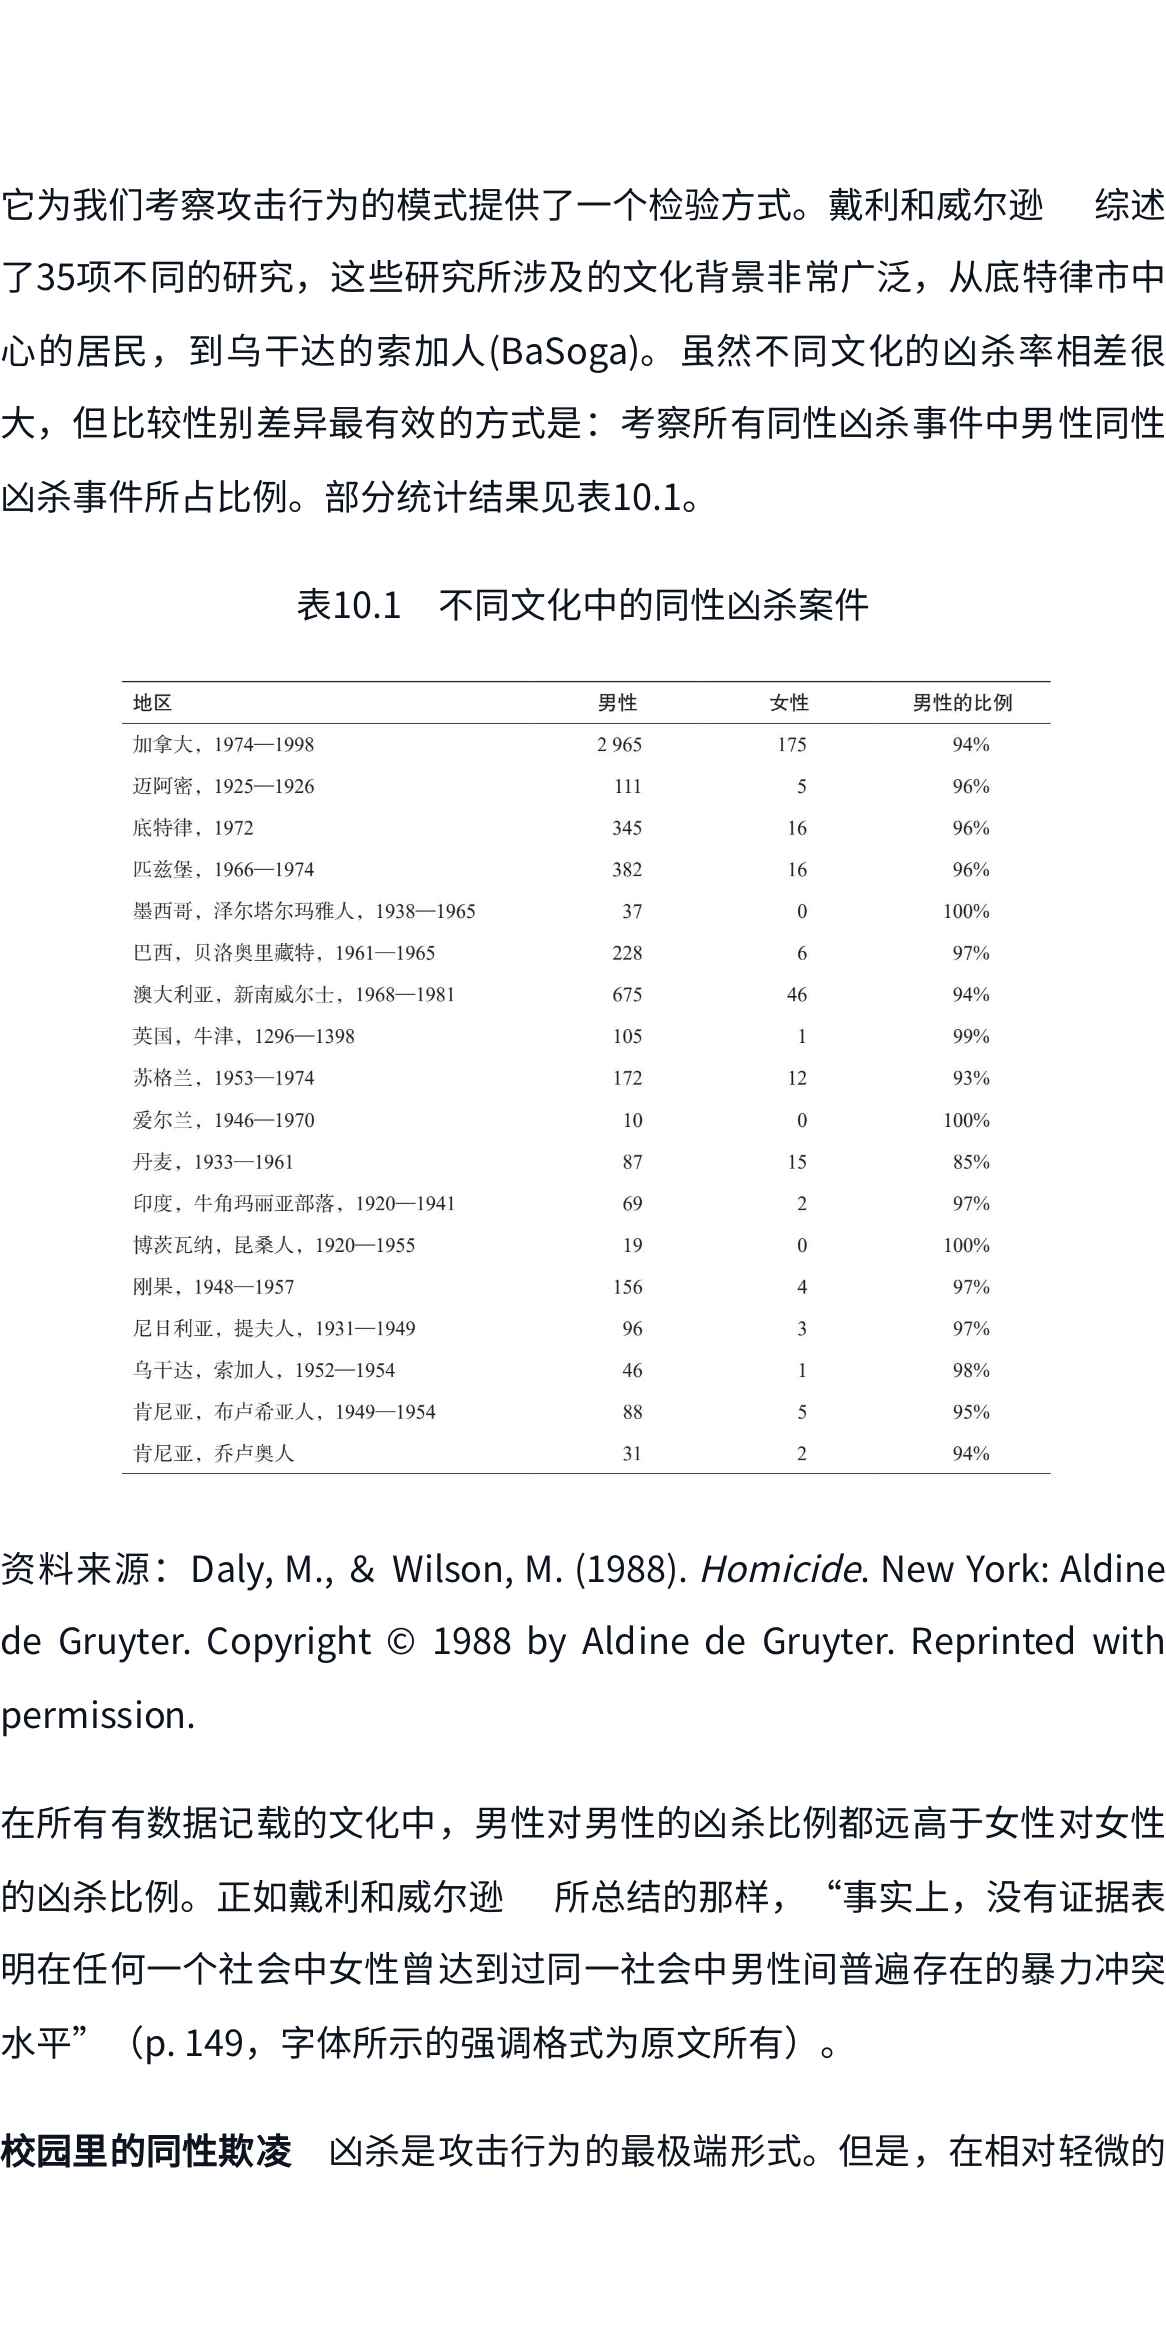 它为我们考察攻击行为的模式提供了一个检验方式。戴利和威尔逊 综述
了35项不同的研究，这些研究所涉及的文化背景非常广泛，从底特律市中
心的居民，到乌干达的索加人(BaSoga)。虽然不同文化的凶杀率相差很
大，但比较性别差异最有效的方式是：考察所有同性凶杀事件中男性同性
凶杀事件所占比例。部分统计结果见表10.1。
表10.1 不同文化中的同性凶杀案件
地区 男性 女性 男性的比例
加拿大，1974—1998 2 965 175 94%
迈阿密，1925—1926 111 5 96%
底特律，1972 345 16 96%
匹兹堡，1966—1974 382 16 96%
墨西哥，泽尔塔尔玛雅人，1938—1965 37 0 100%
巴西，贝洛奥里藏特，1961—1965 228 6 97%
澳大利亚，新南威尔士，1968—1981 675 46 94%
英国，牛津，1296—1398 105 1 99%
苏格兰，1953—1974 172 12 93%
爱尔兰，1946—1970 10 0 100%
丹麦，1933—1961 87 15 85%
印度，牛角玛丽亚部落，1920—1941 69 2 97%
博茨瓦纳，昆桑人，1920—1955 19 0 100%
刚果，1948—1957 156 4 97%
尼日利亚，提夫人，1931—1949 96 3 97%
乌干达，索加人，1952—1954 46 1 98%
肯尼亚，布卢希亚人，1949—1954 88 5 95%
肯尼亚，乔卢奥人 31 2 94%
资料来源：Daly, M., & Wilson, M. (1988). Homicide. New York: Aldine
de Gruyter. Copyright © 1988 by Aldine de Gruyter. Reprinted with
permission.
在所有有数据记载的文化中，男性对男性的凶杀比例都远高于女性对女性
的凶杀比例。正如戴利和威尔逊 所总结的那样，“事实上，没有证据表
明在任何一个社会中女性曾达到过同一社会中男性间普遍存在的暴力冲突
水平”（p. 149，字体所示的强调格式为原文所有）。
校园里的同性欺凌 凶杀是攻击行为的最极端形式。但是，在相对轻微的